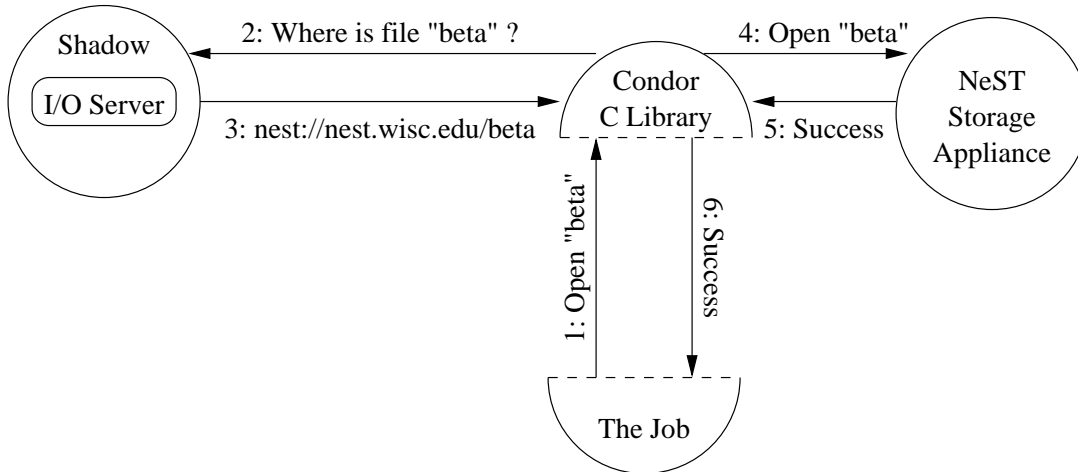 Shadow
I/O Server
2: Where is file "beta" ?
3: nest://nest.wisc.edu/beta
Condor
C Library
4: Open "beta"
5: Success
NeST
Storage
Appliance
1: Open "beta"
6: Success
The Job